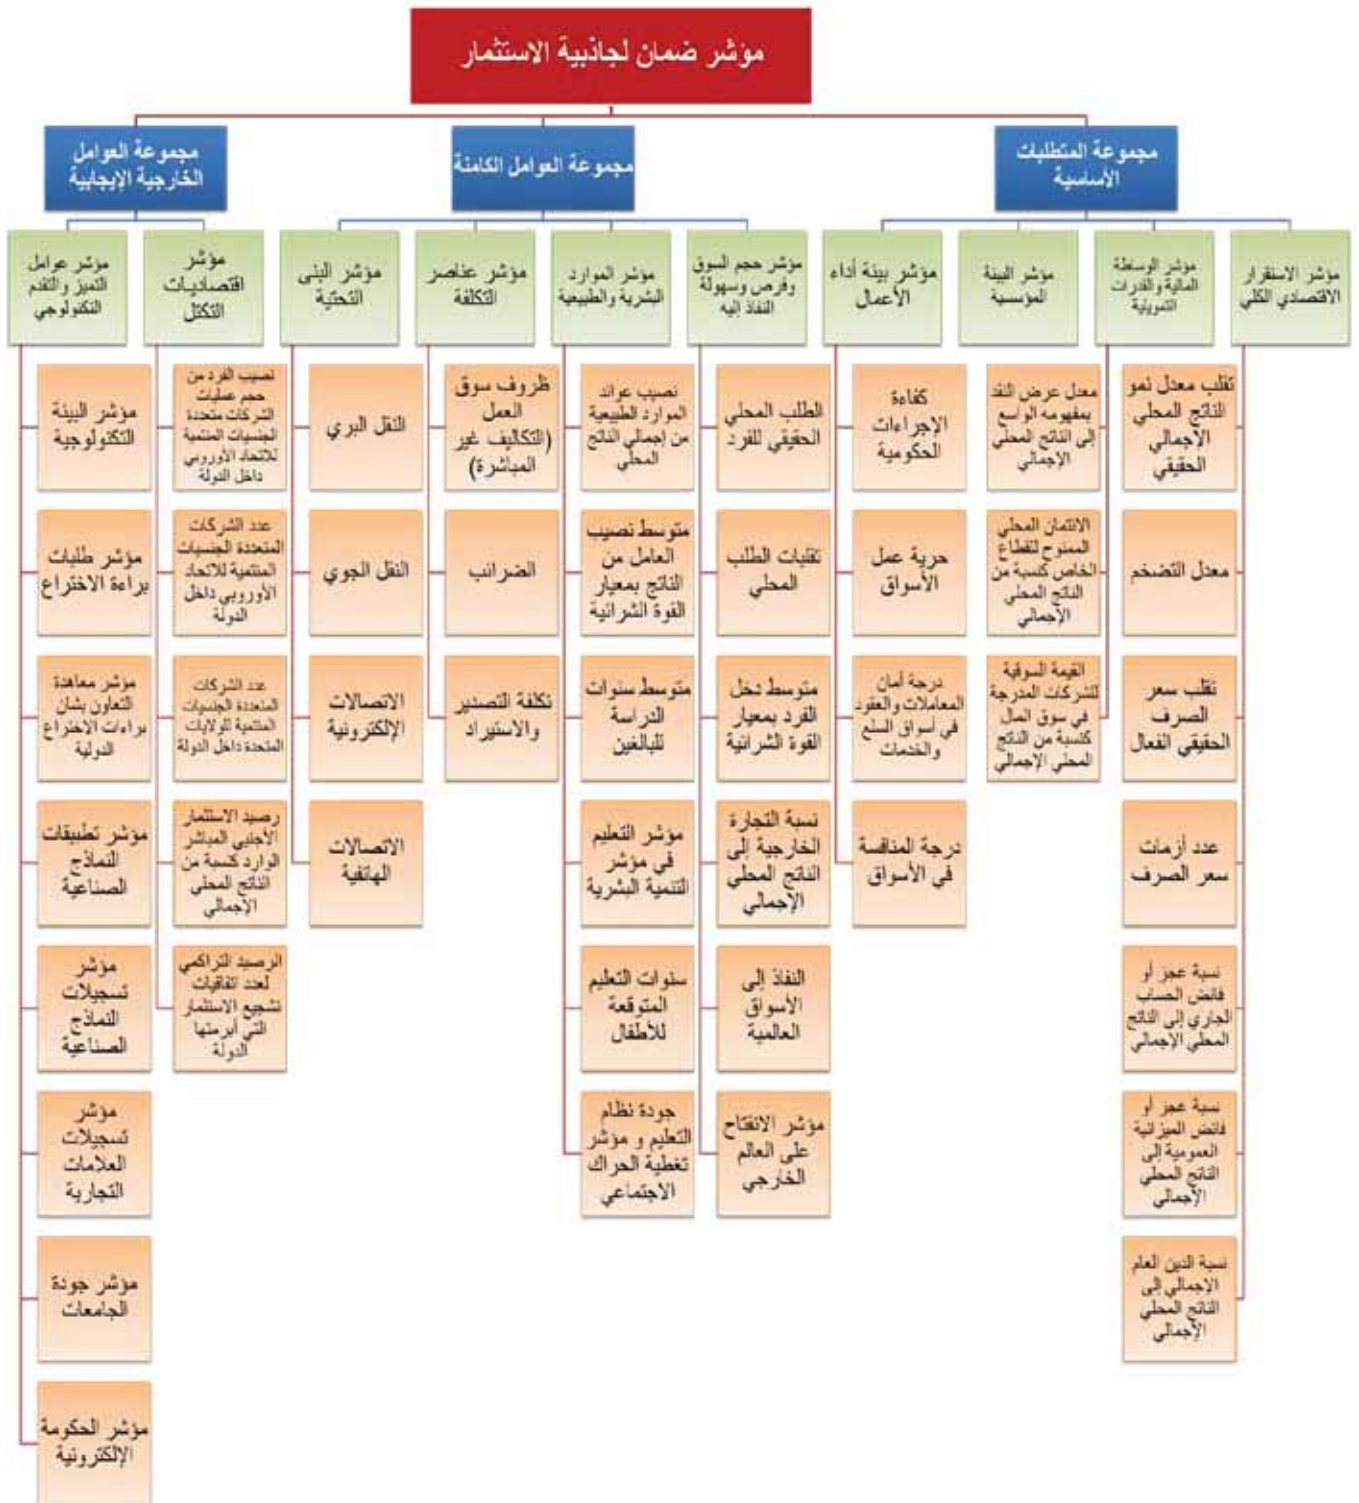 مؤشر ضمان لجاذبية الاستثمار
مجموعة المتطلبات
الأساسية
مجموعة العوامل الكامنة
مجموعة العوامل
الخارجية الإيجابية
مؤشر الاستقرار
الاقتصادي الكلي
مؤشر الوساطة
المالية والقدرات
التمويلية
مؤشر البيئة
المؤسسية
مؤشر بيئة أداء
الأعمال
مؤشر حجم السوق
وفرص وسهولة
النفاذ إليه
مؤشر الموارد
البشرية والطبيعية
مؤشر عناصر
التكلفة
مؤشر البنى
التحتية
مؤشر
اقتصاديات
التكتل
مؤشر عوامل
التميز والتقدم
التكنولوجي
تقلب معدل نمو
الناتج المحلي
الإجمالي
الحقيقي
معدل التضخم
تقلب سعر
الصرف
الحقيقي الفعال
عدد أزمات
سعر الصرف
نسبة عجز أو
فائض الحساب
الجاري إلى الناتج
المحلي الإجمالي
نسبة عجز أو
فائض الميزانية
العمومية إلى
الناتج المحلي
الإجمالي
نسبة الدين العام
الإجمالي إلى
الناتج المحلي
الإجمالي
معدل عرض النقد
بمفهومه الواسع
إلى الناتج المحلي
الإجمالي
الائتمان المحلي
الممنوح للقطاع
الخاص كنسبة من
الناتج المحلي
الإجمالي
القيمة السوقية
للشركات المدرجة
في سوق المال
كنسبة من الناتج
المحلي الإجمالي
كفاءة
الإجراءات
الحكومية
حرية عمل
الأسواق
درجة أمان
المعاملات والعقود
في أسواق السلع
والخدمات
درجة المنافسة
في الأسواق
الطلب المحلي
الحقيقي للفرد
تقلبات الطلب
المحلي
متوسط دخل
الفرد بمعيار
القوة الشرائية
نسبة التجارة
الخارجية إلى
الناتج المحلي
الإجمالي
النفاذ إلى
الأسواق
العالمية
مؤشر الانفتاح
على العالم
الخارجي
نصيب عوائد
الموارد الطبيعية
من إجمالي الناتج
المحلي
متوسط نصيب
العامل من
الناتج بمعيار
القوة الشرائية
متوسط سنوات
الدراسة
للبالغين
مؤشر التعليم
في مؤشر
التنمية البشرية
سنوات التعليم
المتوقعة
للأطفال
جودة نظام
التعليم و مؤشر
تغطية الحراك
الاجتماعي
ظروف سوق
العمل
(التكاليف غير
المباشرة)
الضرائب
تكلفة التصدير
والاستيراد
النقل البري
النقل الجوي
الاتصالات
الإلكترونية
الاتصالات
الهاتفية
نصيب الفرد من
حجم عمليات
الشركات متعددة
الجنسيات المنتمية
للاتحاد الأوروبي
داخل الدولة
عدد الشركات
المتعددة الجنسيات
المنتمية للاتحاد
الأوروبي داخل
الدولة
عدد الشركات
المتعددة الجنسيات
المنتمية للولايات
المتحدة داخل الدولة
رصيد الاستثمار
الأجنبي المباشر
الوارد كنسبة من
الناتج المحلي
الإجمالي
الرصيد التراكمي
لعدد اتفاقيات
تشجيع الاستثمار
التي أبرمتها
الدولة
مؤشر البيئة
التكنولوجية
مؤشر طلبات
براءة الاختراع
مؤشر معاهدة
التعاون بشأن
براءات الاختراع
الدولية
مؤشر تطبيقات
النماذج
الصناعية
مؤشر
تسجيلات
النماذج
الصناعية
مؤشر
تسجيلات
العلامات
التجارية
مؤشر جودة
الجامعات
مؤشر الحكومة
الإلكترونية